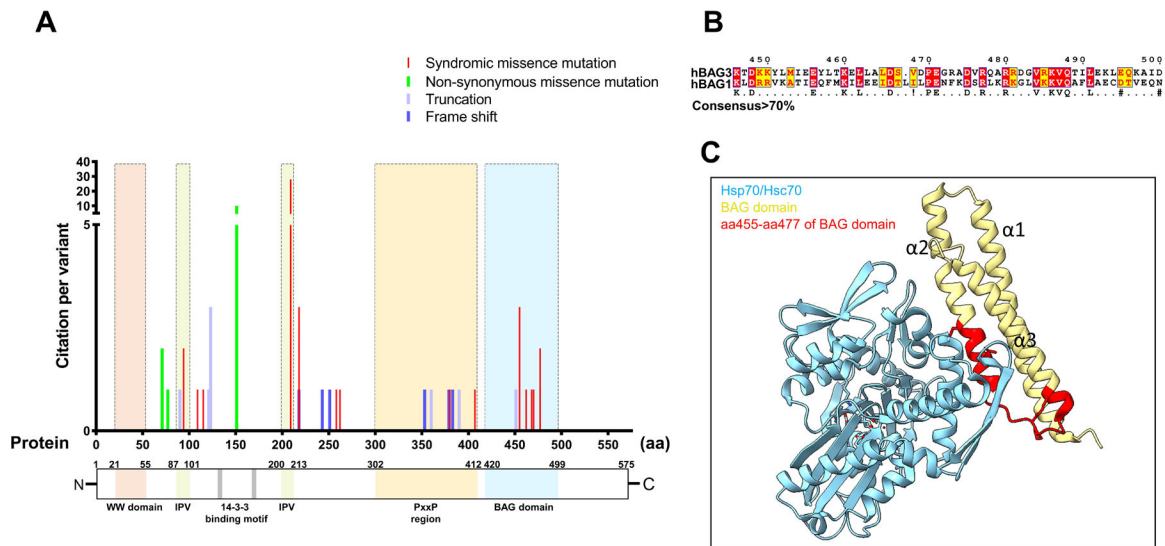 A
Syndromic missence mutation
Non-synonymous missence mutation
Truncation
Frame shift
Citation per variant
40
30
20
10
5
0
Protein 0 50 100 150 200 300 400 450 500 (aa)
1 21 55 87 101 200 213 302 412 420 499 575
N
C
WW domain IPV 14-3-3 binding motif IPV PxxP region BAG domain
B
450 460 470 480 490 500
hBAG3 KTDKKYLMIEEYLTKELLALDS.VDPEGRADVRQARRDGVRKVQTILEKLEQKAID
hBAG1 KLDRRVKATIEQFMKILEEIDTLILPENFKDSRLKRKGLVKKVQAFLAECDTVEQN
Consensus>70%
C
Hsp70/Hsc70
BAG domain
aa455-aa477 of BAG domain
α1
α2
α3